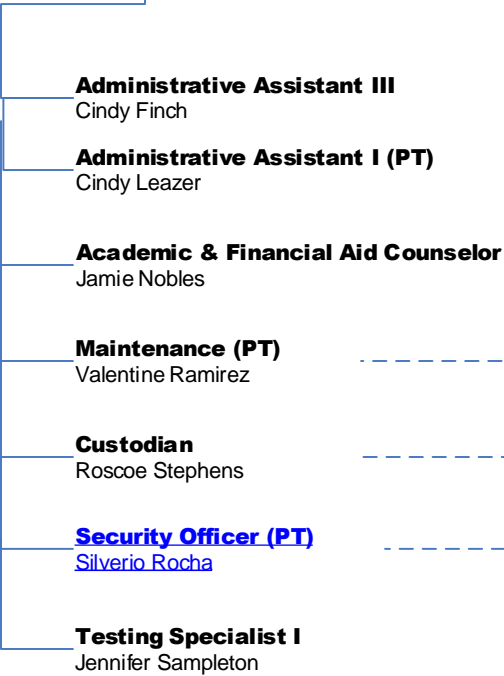 Administrative Assistant III
Cindy Finch
Administrative Assistant I (PT)
Cindy Leazer
Academic & Financial Aid Counselor
Jamie Nobles
Maintenance (PT)
Valentine Ramirez
Custodian
Roscoe Stephens
Security Officer (PT)
Silverio Rocha
Testing Specialist I
Jennifer Sampleton